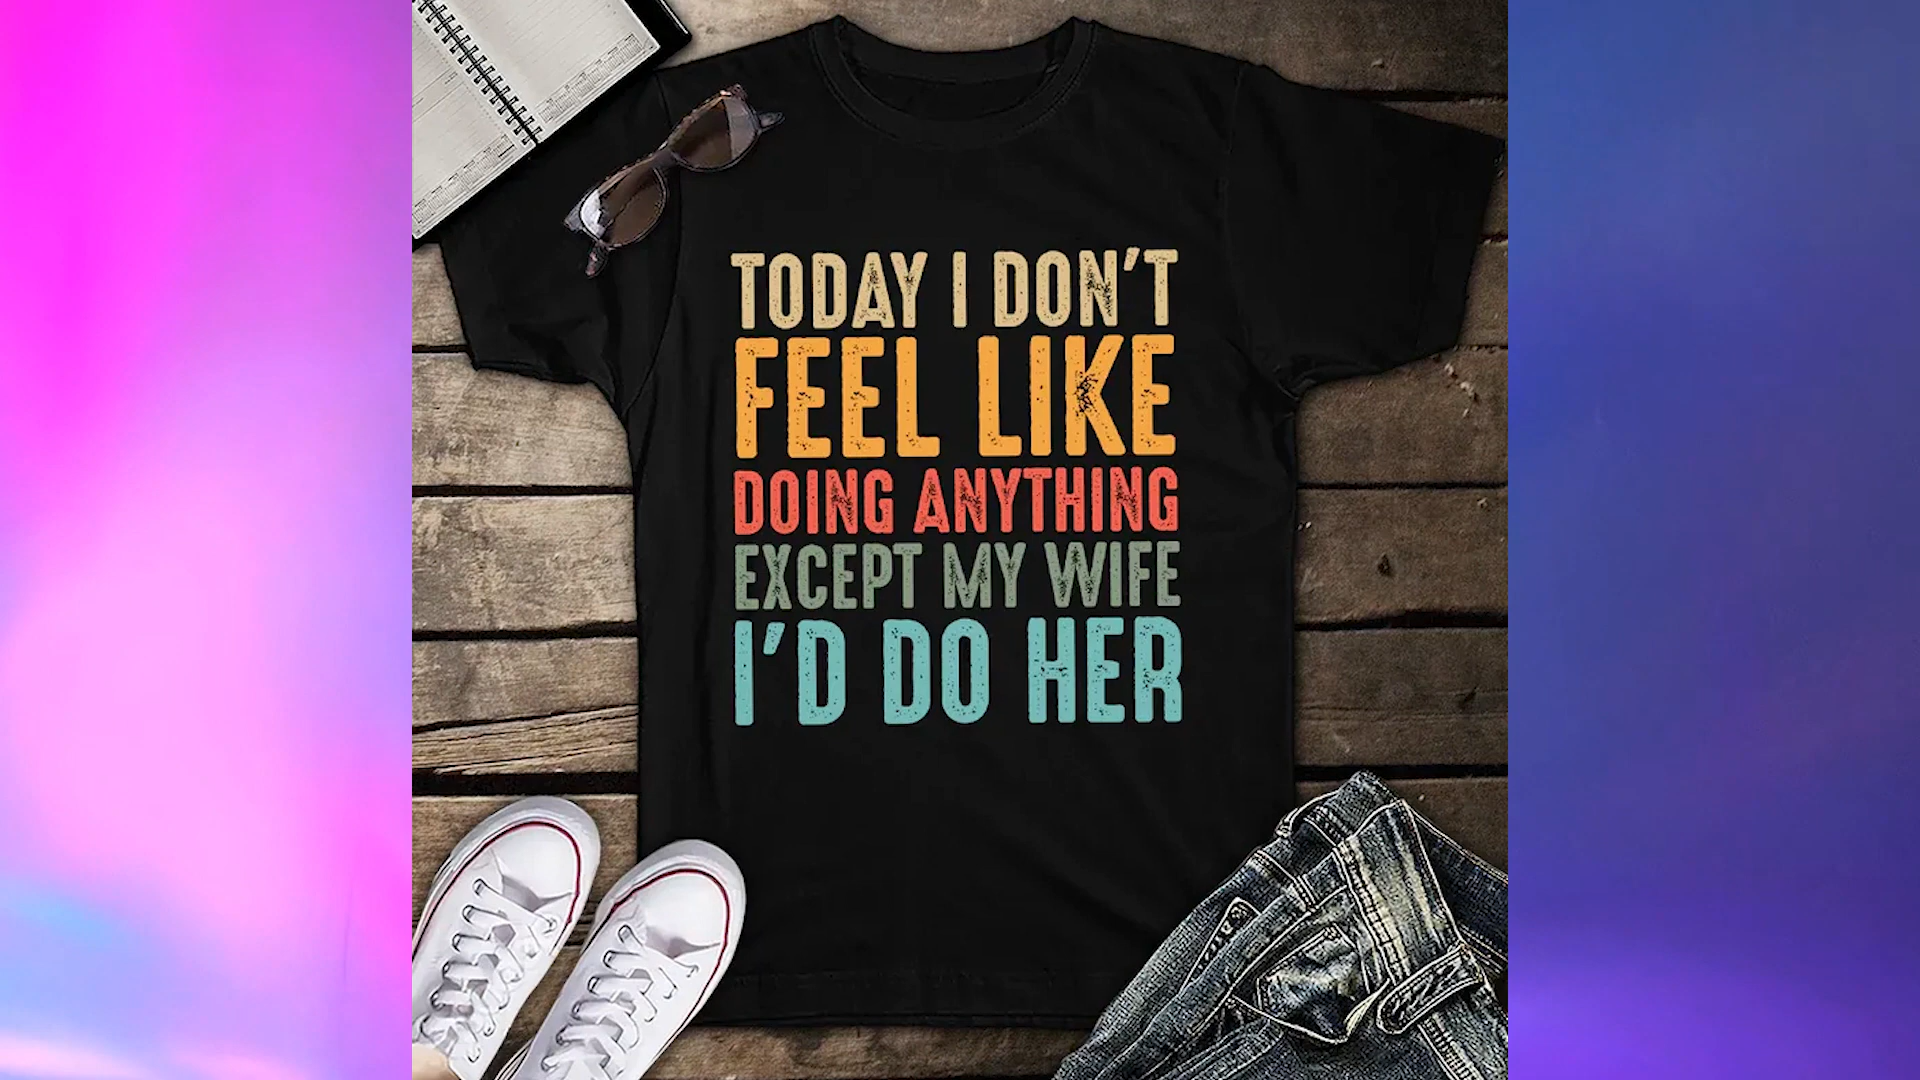 TODAY I DON'T
FEEL LIKE
DOING ANYTHING
EXCEPT MY WIFE
I'D DO HER